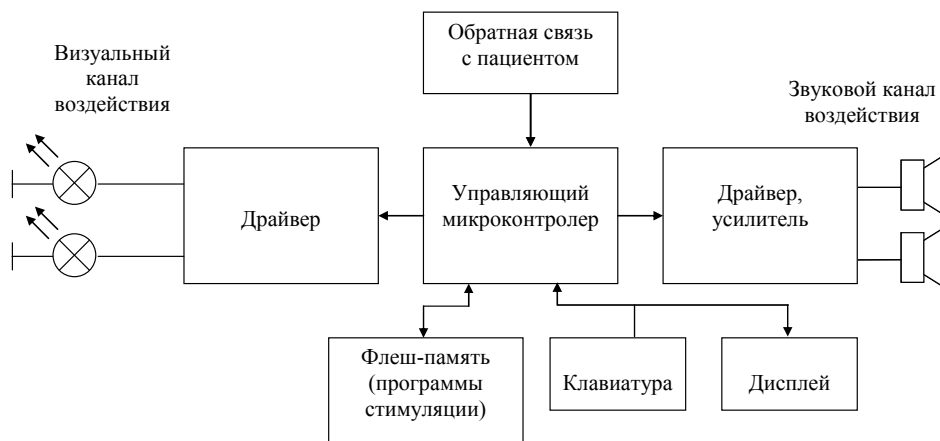 Обратная связь
с пациентом
Визуальный
канал
воздействия
Звуковой канал
воздействия
Драйвер
Управляющий
микроконтролер
Драйвер,
усилитель
Флеш-память
(программы
стимуляции)
Клавиатура
Дисплей